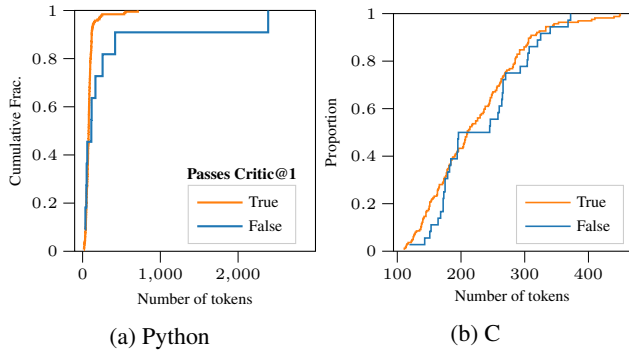 1
0.8
0.6
0.4
0.2
0
Cumulative Frac.
Passes Critic@1
True
False
0
1,000
2,000
Number of tokens
(a) Python
1
0.8
0.6
0.4
0.2
0
Proportion
True
False
100
200
300
400
Number of tokens
(b) C